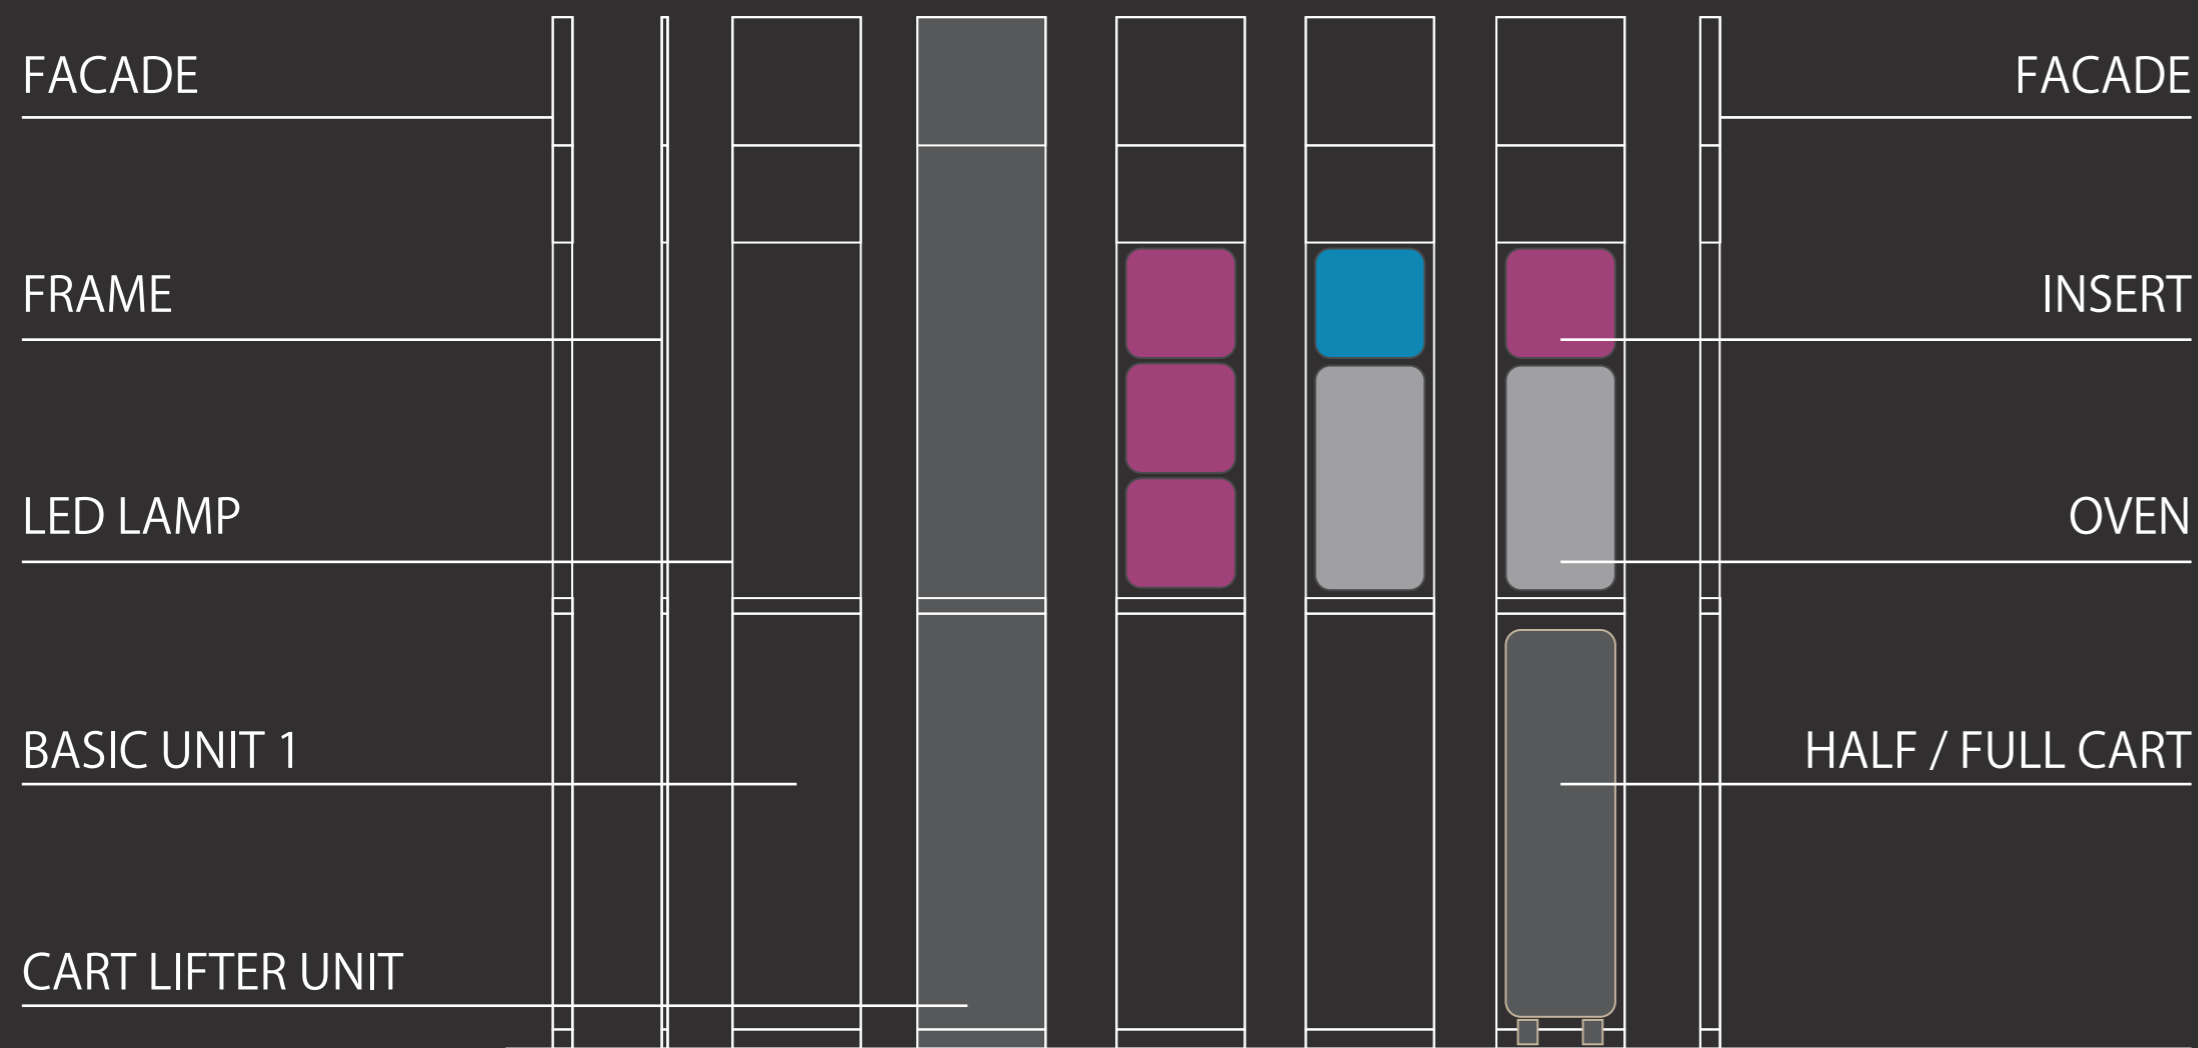 FACADE
FRAME
LED LAMP
BASIC UNIT 1
CART LIFTER UNIT
FACADE
INSERT
OVEN
HALF / FULL CART